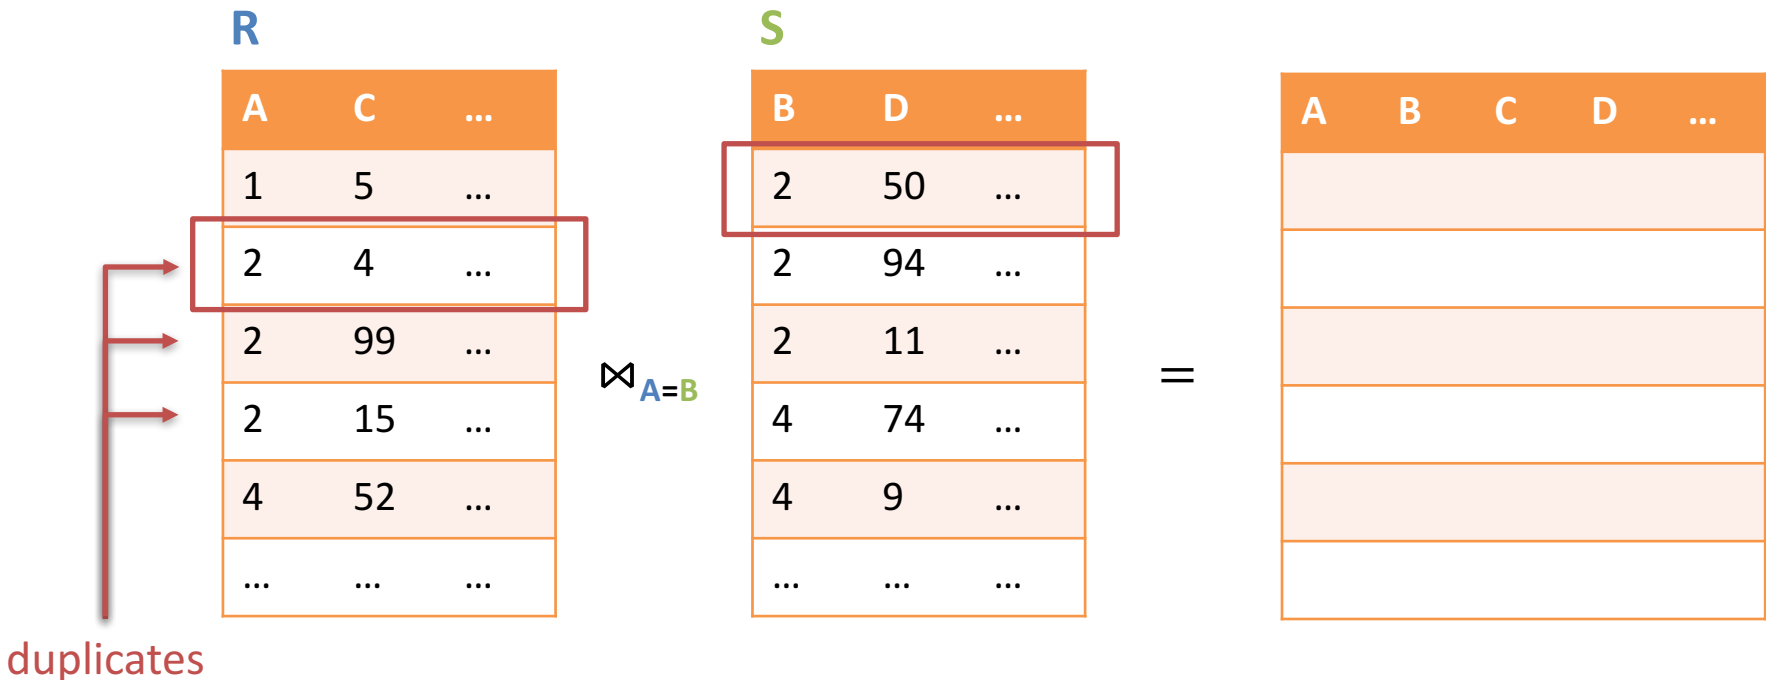 R S
A C ... B D ... A B C D ...
1 5 ... 2 50 ...
2 4 ... 2 94 ...
2 99 ... 2 11 ...
⋈A=B =
2 15 ... 4 74 ...
4 52 ... 4 9 ...
... ... ... ... ... ...
duplicates